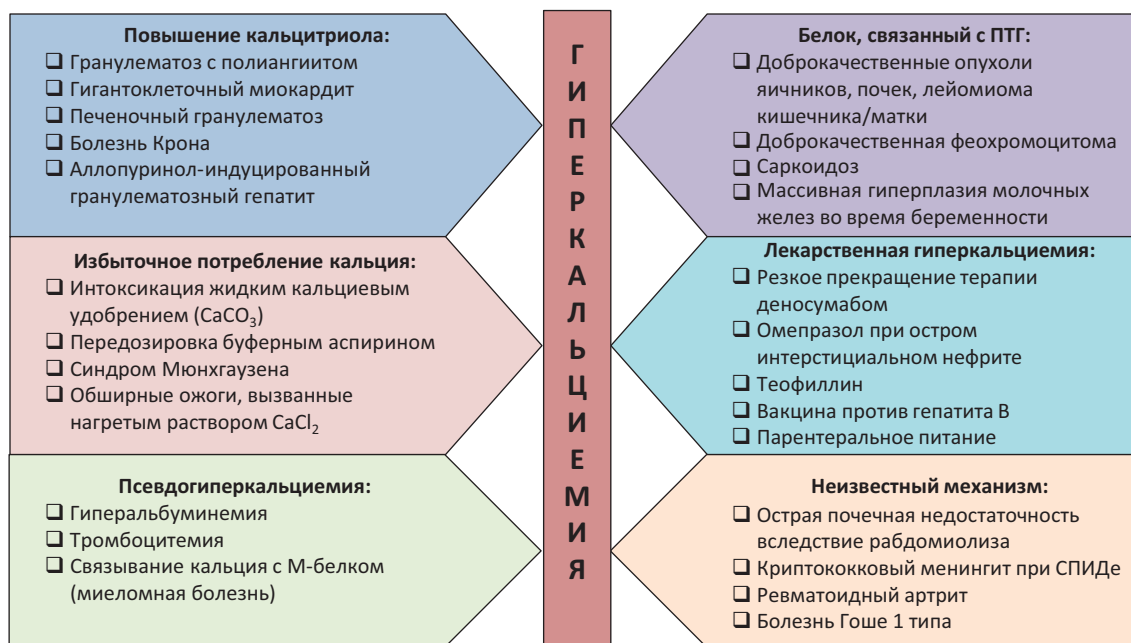 Повышение кальцитриола:
❑ Гранулематоз с полиангиитом
❑ Гигантоклеточный миокардит
❑ Печеночный гранулематоз
❑ Болезнь Крона
❑ Аллопуринол-индуцированный
гранулематозный гепатит
Избыточное потребление кальция:
❑ Интоксикация жидким кальциевым
удобрением (CaCO₃)
❑ Передозировка буферным аспирином
❑ Синдром Мюнхгаузена
❑ Обширные ожоги, вызванные
нагретым раствором CaCl₂
Псевдогиперкальциемия:
❑ Гиперальбуминемия
❑ Тромбоцитемия
❑ Связывание кальция с М-белком
(миеломная болезнь)
Г
И
П
Е
Р
К
А
Л
Ь
Ц
И
Е
М
И
Я
Белок, связанный с ПТГ:
❑ Доброкачественные опухоли
яичников, почек, лейомиома
кишечника/матки
❑ Доброкачественная феохромоцитома
❑ Саркоидоз
❑ Массивная гиперплазия молочных
желез во время беременности
Лекарственная гиперкальциемия:
❑ Резкое прекращение терапии
деносумабом
❑ Омепразол при остром
интерстициальном нефрите
❑ Теофиллин
❑ Вакцина против гепатита В
❑ Парентеральное питание
Неизвестный механизм:
❑ Острая почечная недостаточность
вследствие рабдомиолиза
❑ Криптококковый менингит при СПИДе
❑ Ревматоидный артрит
❑ Болезнь Гоше 1 типа